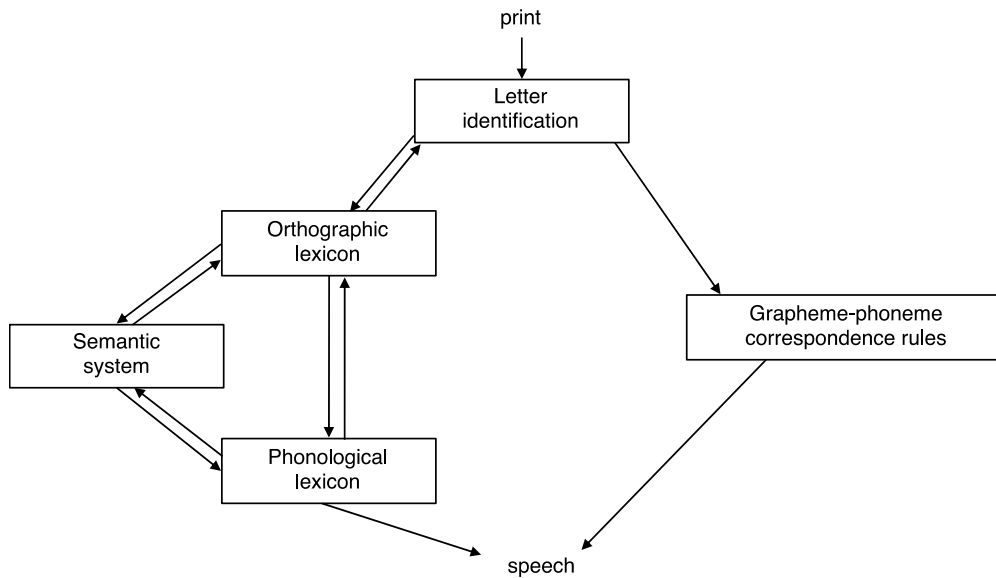 print
Letter
identification
Orthographic
lexicon
Semantic
system
Grapheme-phoneme
correspondence rules
Phonological
lexicon
speech